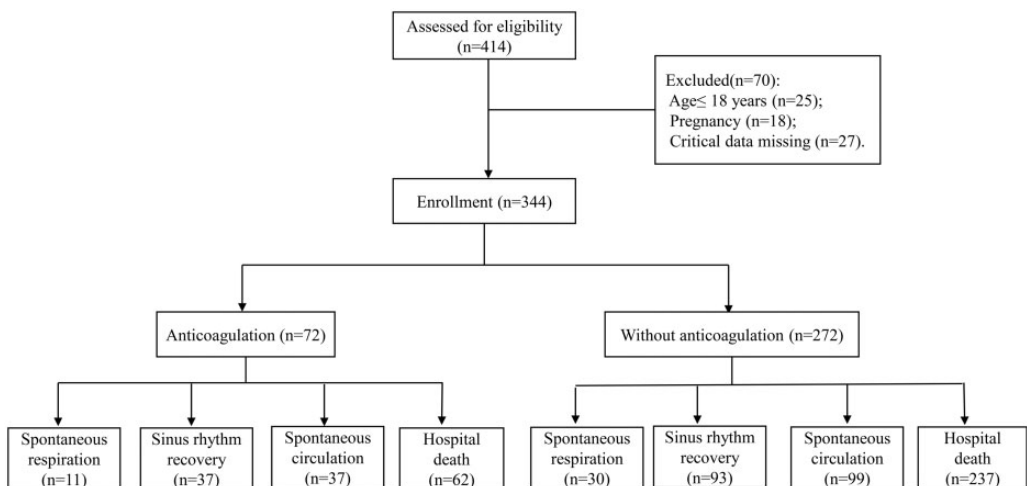 Assessed for eligibility
(n=414)
Excluded(n=70):
Age≤ 18 years (n=25);
Pregnancy (n=18);
Critical data missing (n=27).
Enrollment (n=344)
Anticoagulation (n=72)
Without anticoagulation (n=272)
Spontaneous
respiration
(n=11)
Sinus rhythm
recovery
(n=37)
Spontaneous
circulation
(n=37)
Hospital
death
(n=62)
Spontaneous
respiration
(n=30)
Sinus rhythm
recovery
(n=93)
Spontaneous
circulation
(n=99)
Hospital
death
(n=237)